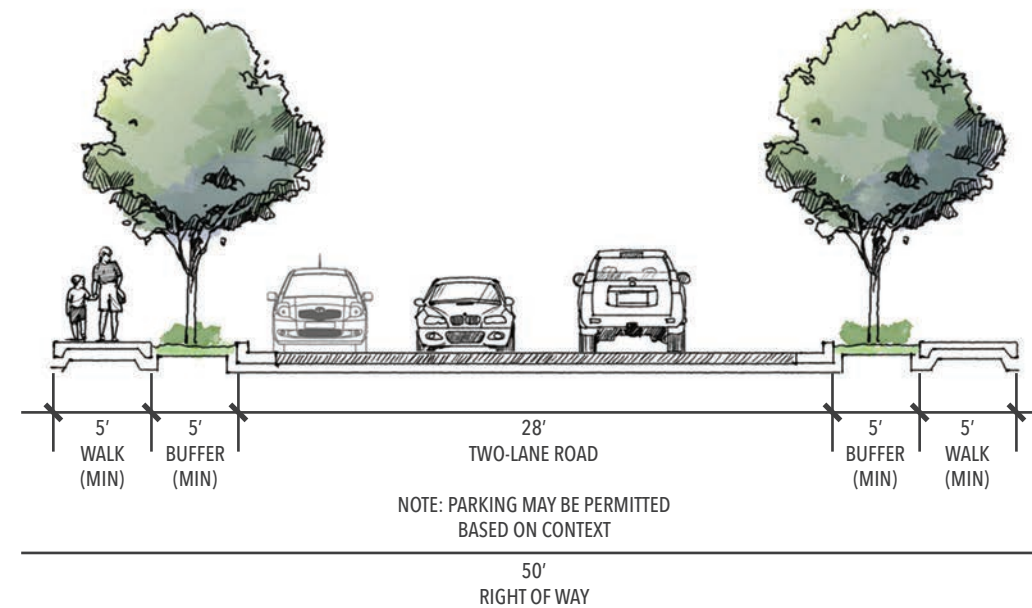 5’
WALK
(MIN)
5’
BUFFER
(MIN)
28’
TWO-LANE ROAD
5’
BUFFER
(MIN)
5’
WALK
(MIN)
NOTE: PARKING MAY BE PERMITTED
BASED ON CONTEXT
50’
RIGHT OF WAY